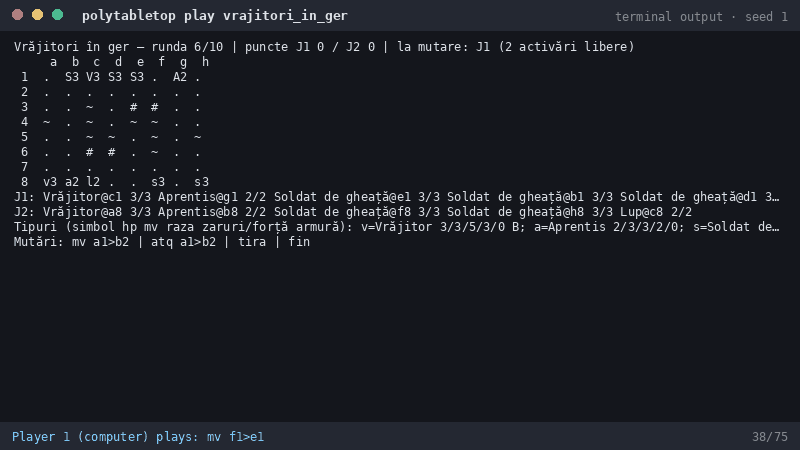 polytabletop play vrajitori_in_ger
terminal output · seed 1
Vrăjitori în ger — runda 6/10 | puncte J1 0 / J2 0 | la mutare: J1 (2 activări libere)
a b c d e f g h
1 . S3 V3 S3 S3 . A2 .
2 . . . . . . . .
3 . . ~ . # # . .
4 ~ . ~ . ~ ~ . .
5 . . ~ ~ . ~ . ~
6 . . # # . ~ . .
7 . . . . . . . .
8 v3 a2 l2 . . s3 . s3
J1: Vrăjitor@c1 3/3 Aprentis@g1 2/2 Soldat de gheață@e1 3/3 Soldat de gheață@b1 3/3 Soldat de gheață@d1 3…
J2: Vrăjitor@a8 3/3 Aprentis@b8 2/2 Soldat de gheață@f8 3/3 Soldat de gheață@h8 3/3 Lup@c8 2/2
Tipuri (simbol hp mv raza zaruri/forță armură): v=Vrăjitor 3/3/5/3/0 B; a=Aprentis 2/3/3/2/0; s=Soldat de…
Mutări: mv a1>b2 | atq a1>b2 | tira | fin
Player 1 (computer) plays: mv f1>e1
38/75